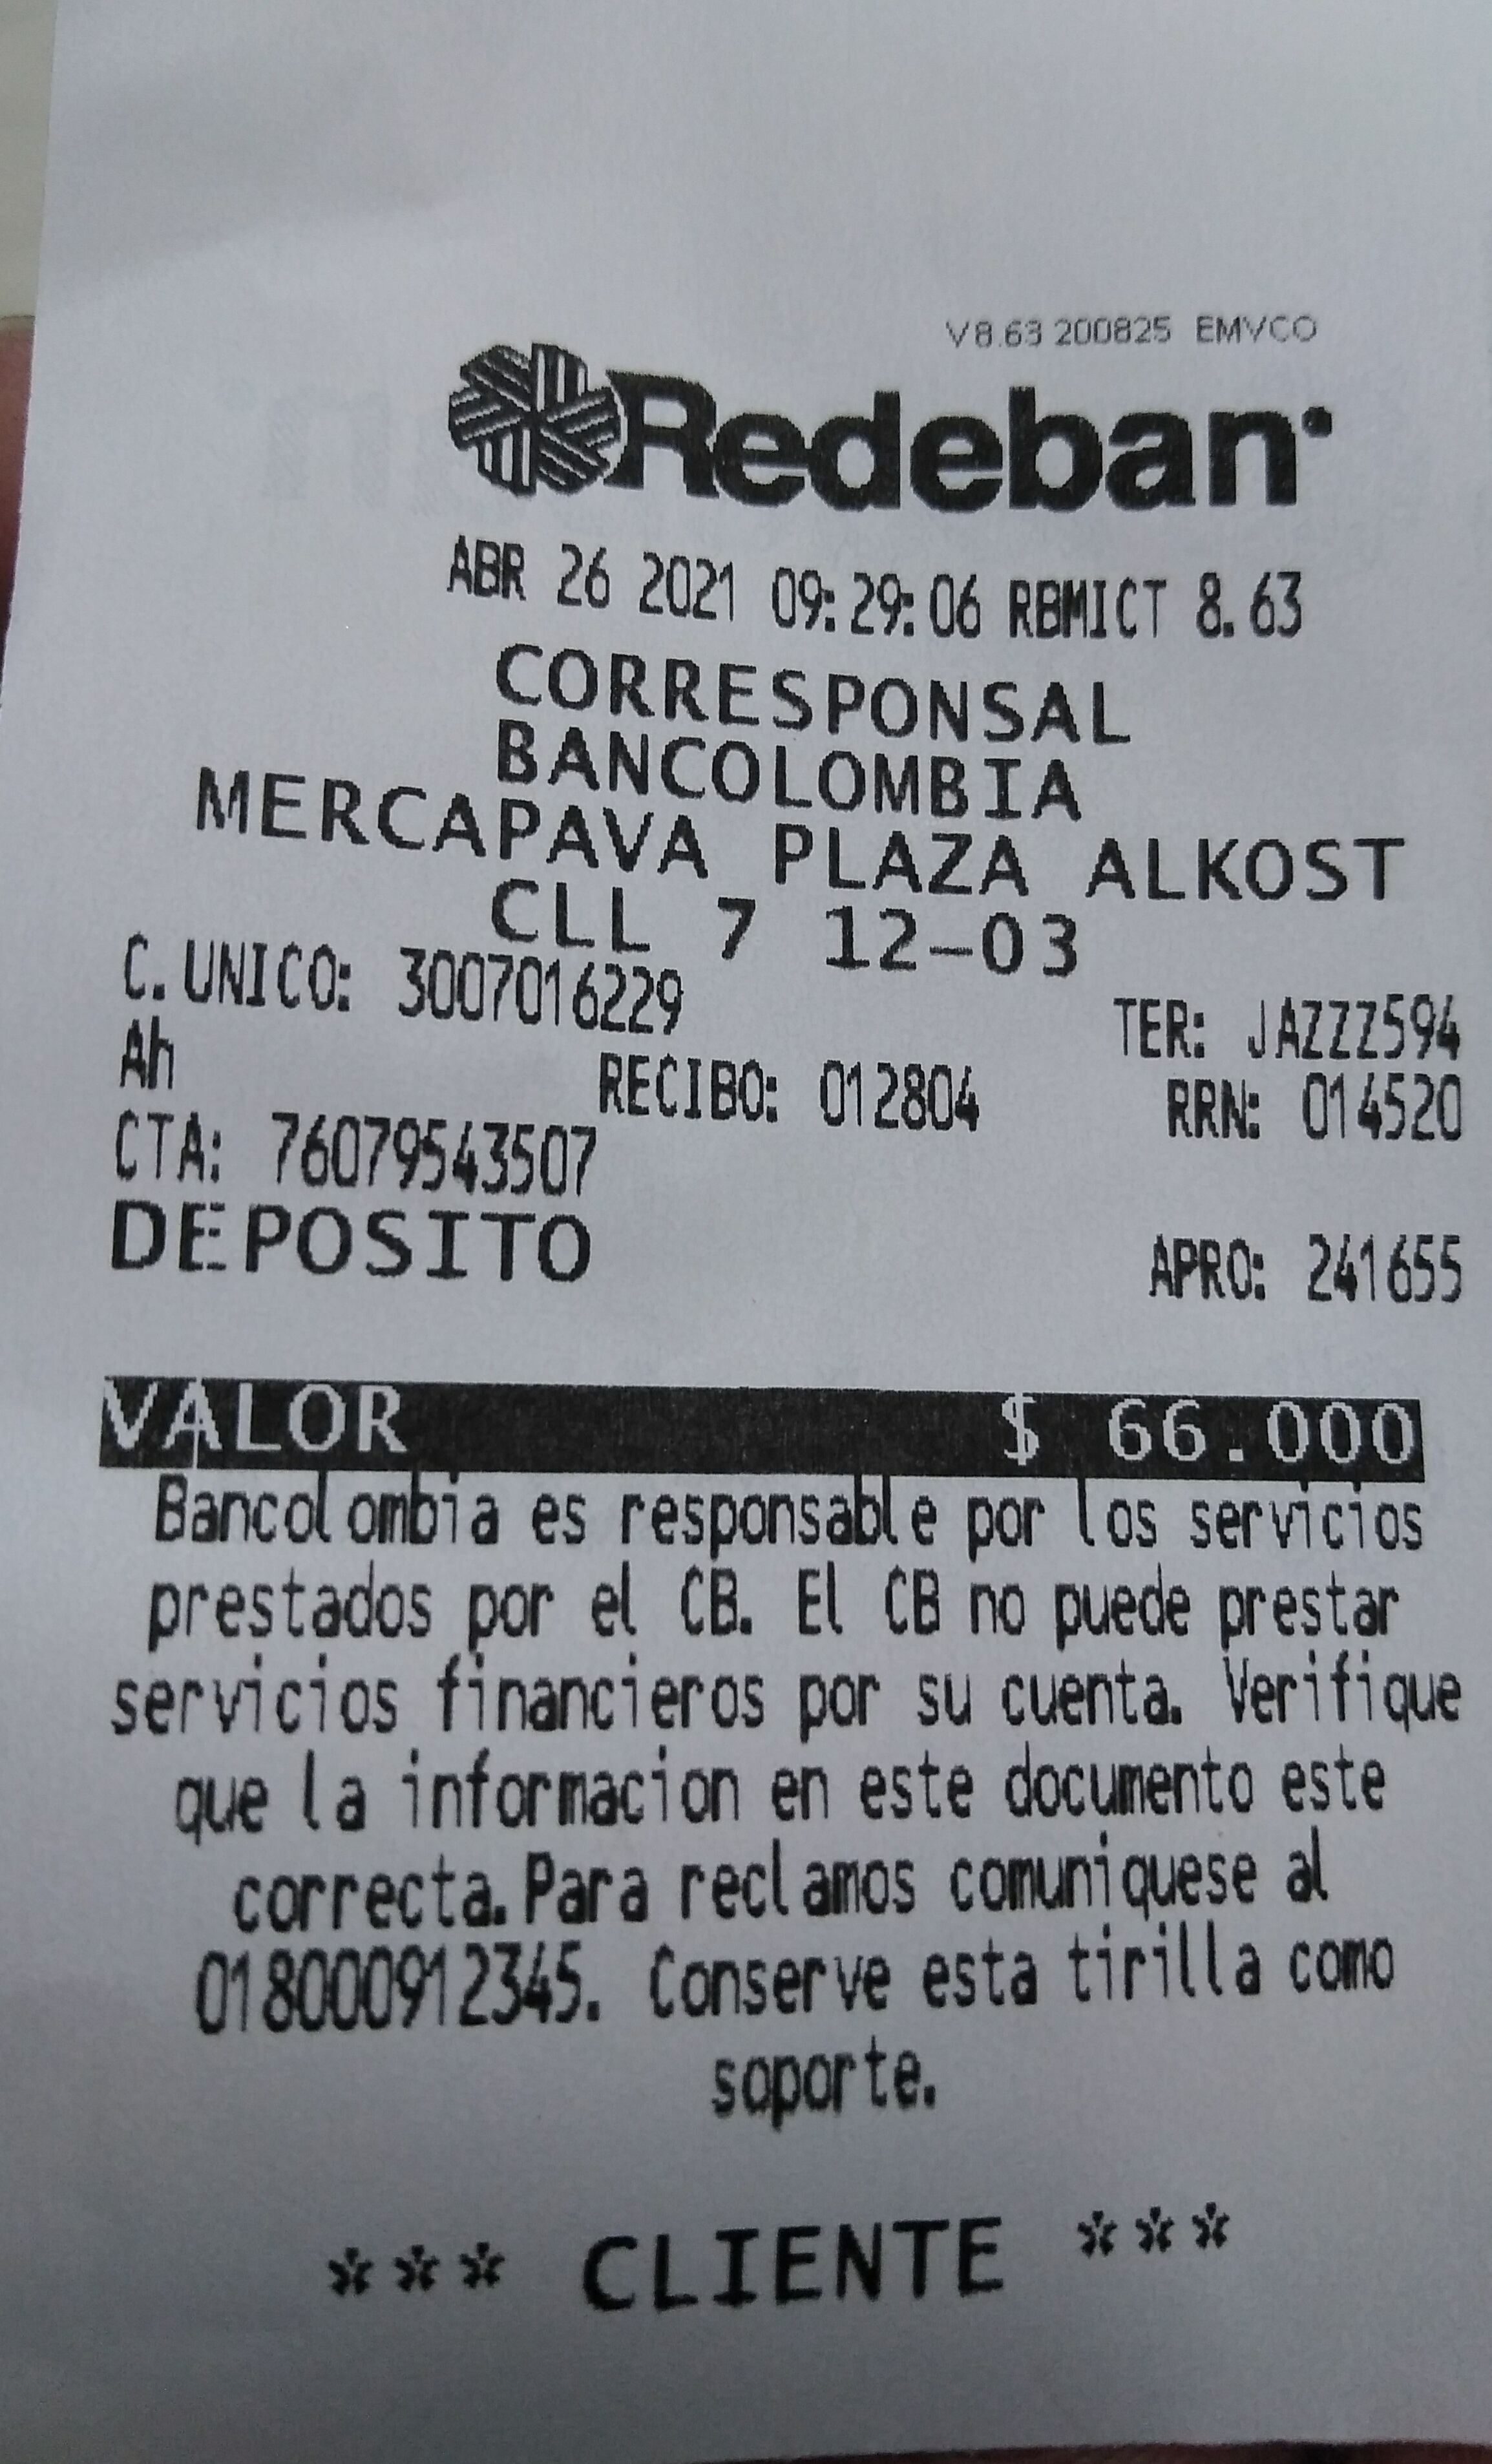 V8.63 200825 EMVCO
Redeban
ABR 26 2021 09:29:06 RBMICT 8.63
CORRESPONSAL
BANCOLOMBIA
MERCAPAVA PLAZA ALKOST
CLL 7 12-03
C.UNICO: 3007016229 TER: JAZZZ594
Ah RECIBO: 012804 RRN: 014520
CTA: 76079543507
DEPOSITO APRO: 241655
VALOR $ 66.000
Bancolombia es responsable por los servicios
prestados por el CB. El CB no puede prestar
servicios financieros por su cuenta. Verifique
que la informacion en este documento este
correcta.Para reclamos comuniquese al
018000912345. Conserve esta tirilla como
soporte.
*** CLIENTE ***